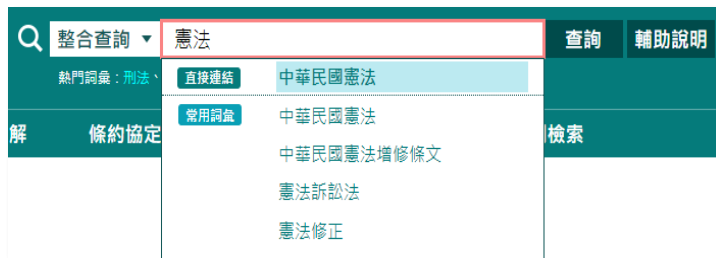 整合查詢 ▼ 憲法 查詢 輔助說明
熱門詞彙：刑法、
直接連結 中華民國憲法
常用詞彙 中華民國憲法
解 條約協定 檢索
中華民國憲法增修條文
憲法訴訟法
憲法修正